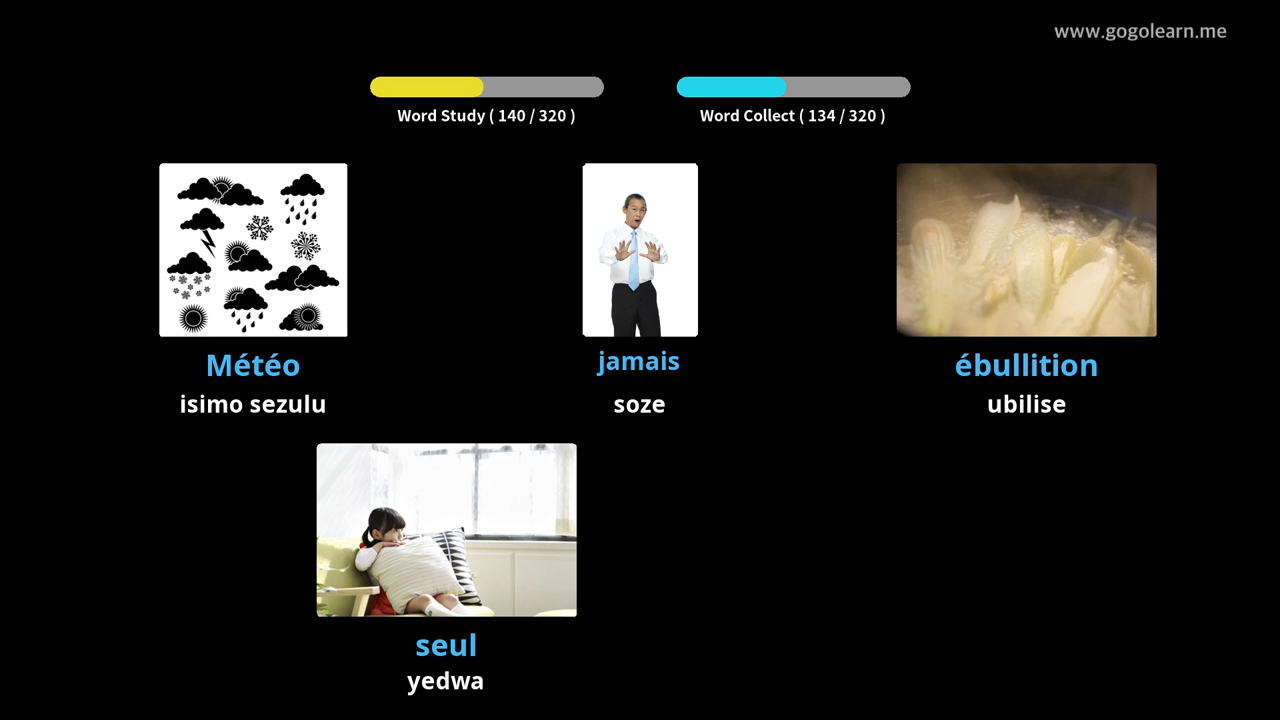 www.gogolearn.me
Word Study ( 140 / 320 )
Word Collect ( 134 / 320 )
Météo
isimo sezulu
jamais
soze
ébullition
ubilise
seul
yedwa